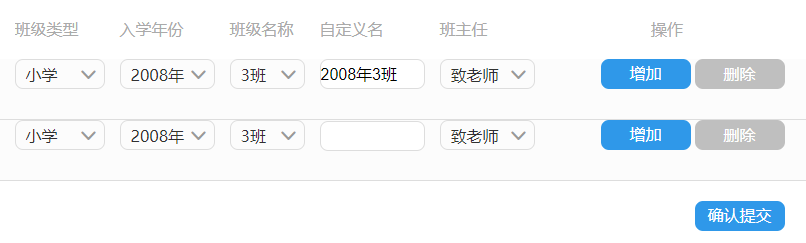 班级类型 入学年份 班级名称 自定义名 班主任 操作
小学 2008年 3班 2008年3班 致老师 增加 删除
小学 2008年 3班 致老师 增加 删除
确认提交